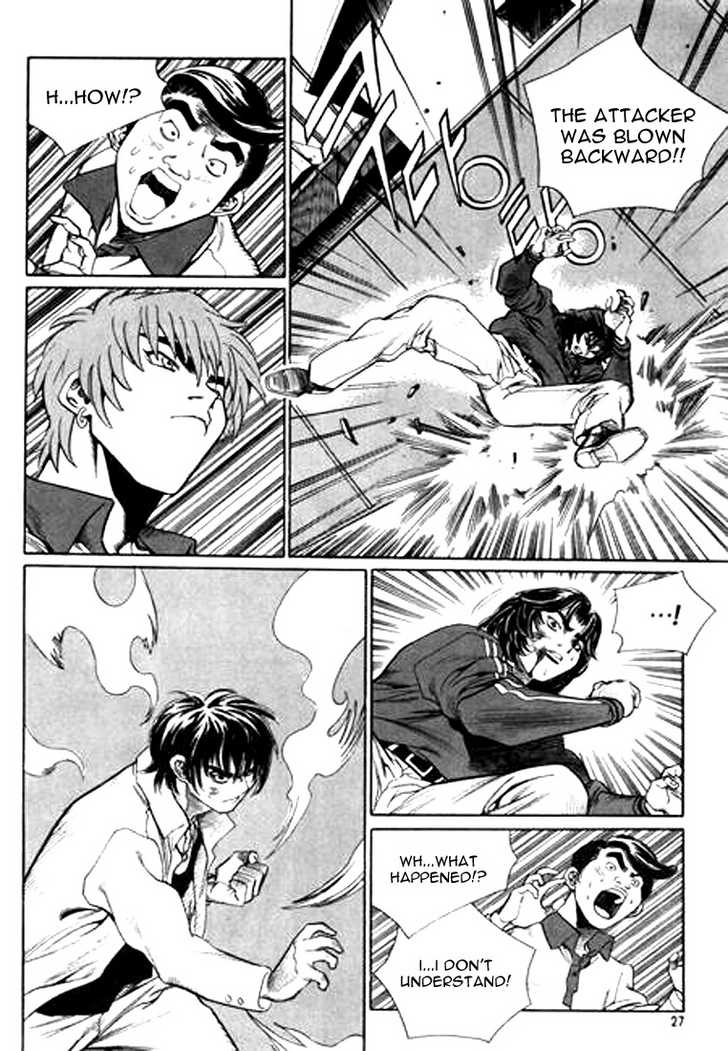 H...HOW!?
THE ATTACKER
WAS BLOWN
BACKWARD!!
...!
WH...WHAT
HAPPENED!?
I...I DON'T
UNDERSTAND!
27